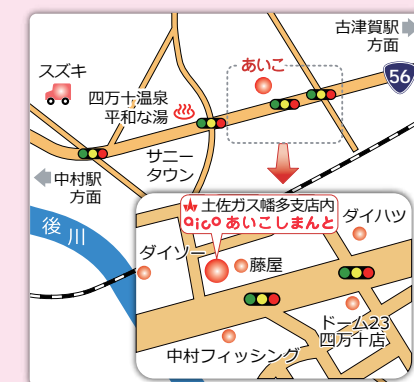 古津賀駅
方面
スズキ
あいこ
56
四万十温泉
平和な湯
サニー
タウン
中村駅
方面
後川
土佐ガス幡多支店内
aico あいこしまんと
ダイハツ
ダイソー
藤屋
ドーム23
四万十店
中村フィッシング